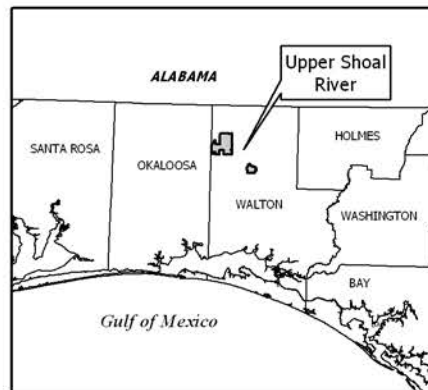 Upper Shoal
River
ALABAMA
HOLMES
SANTA ROSA
OKALOOSA
WALTON
WASHINGTON
BAY
Gulf of Mexico